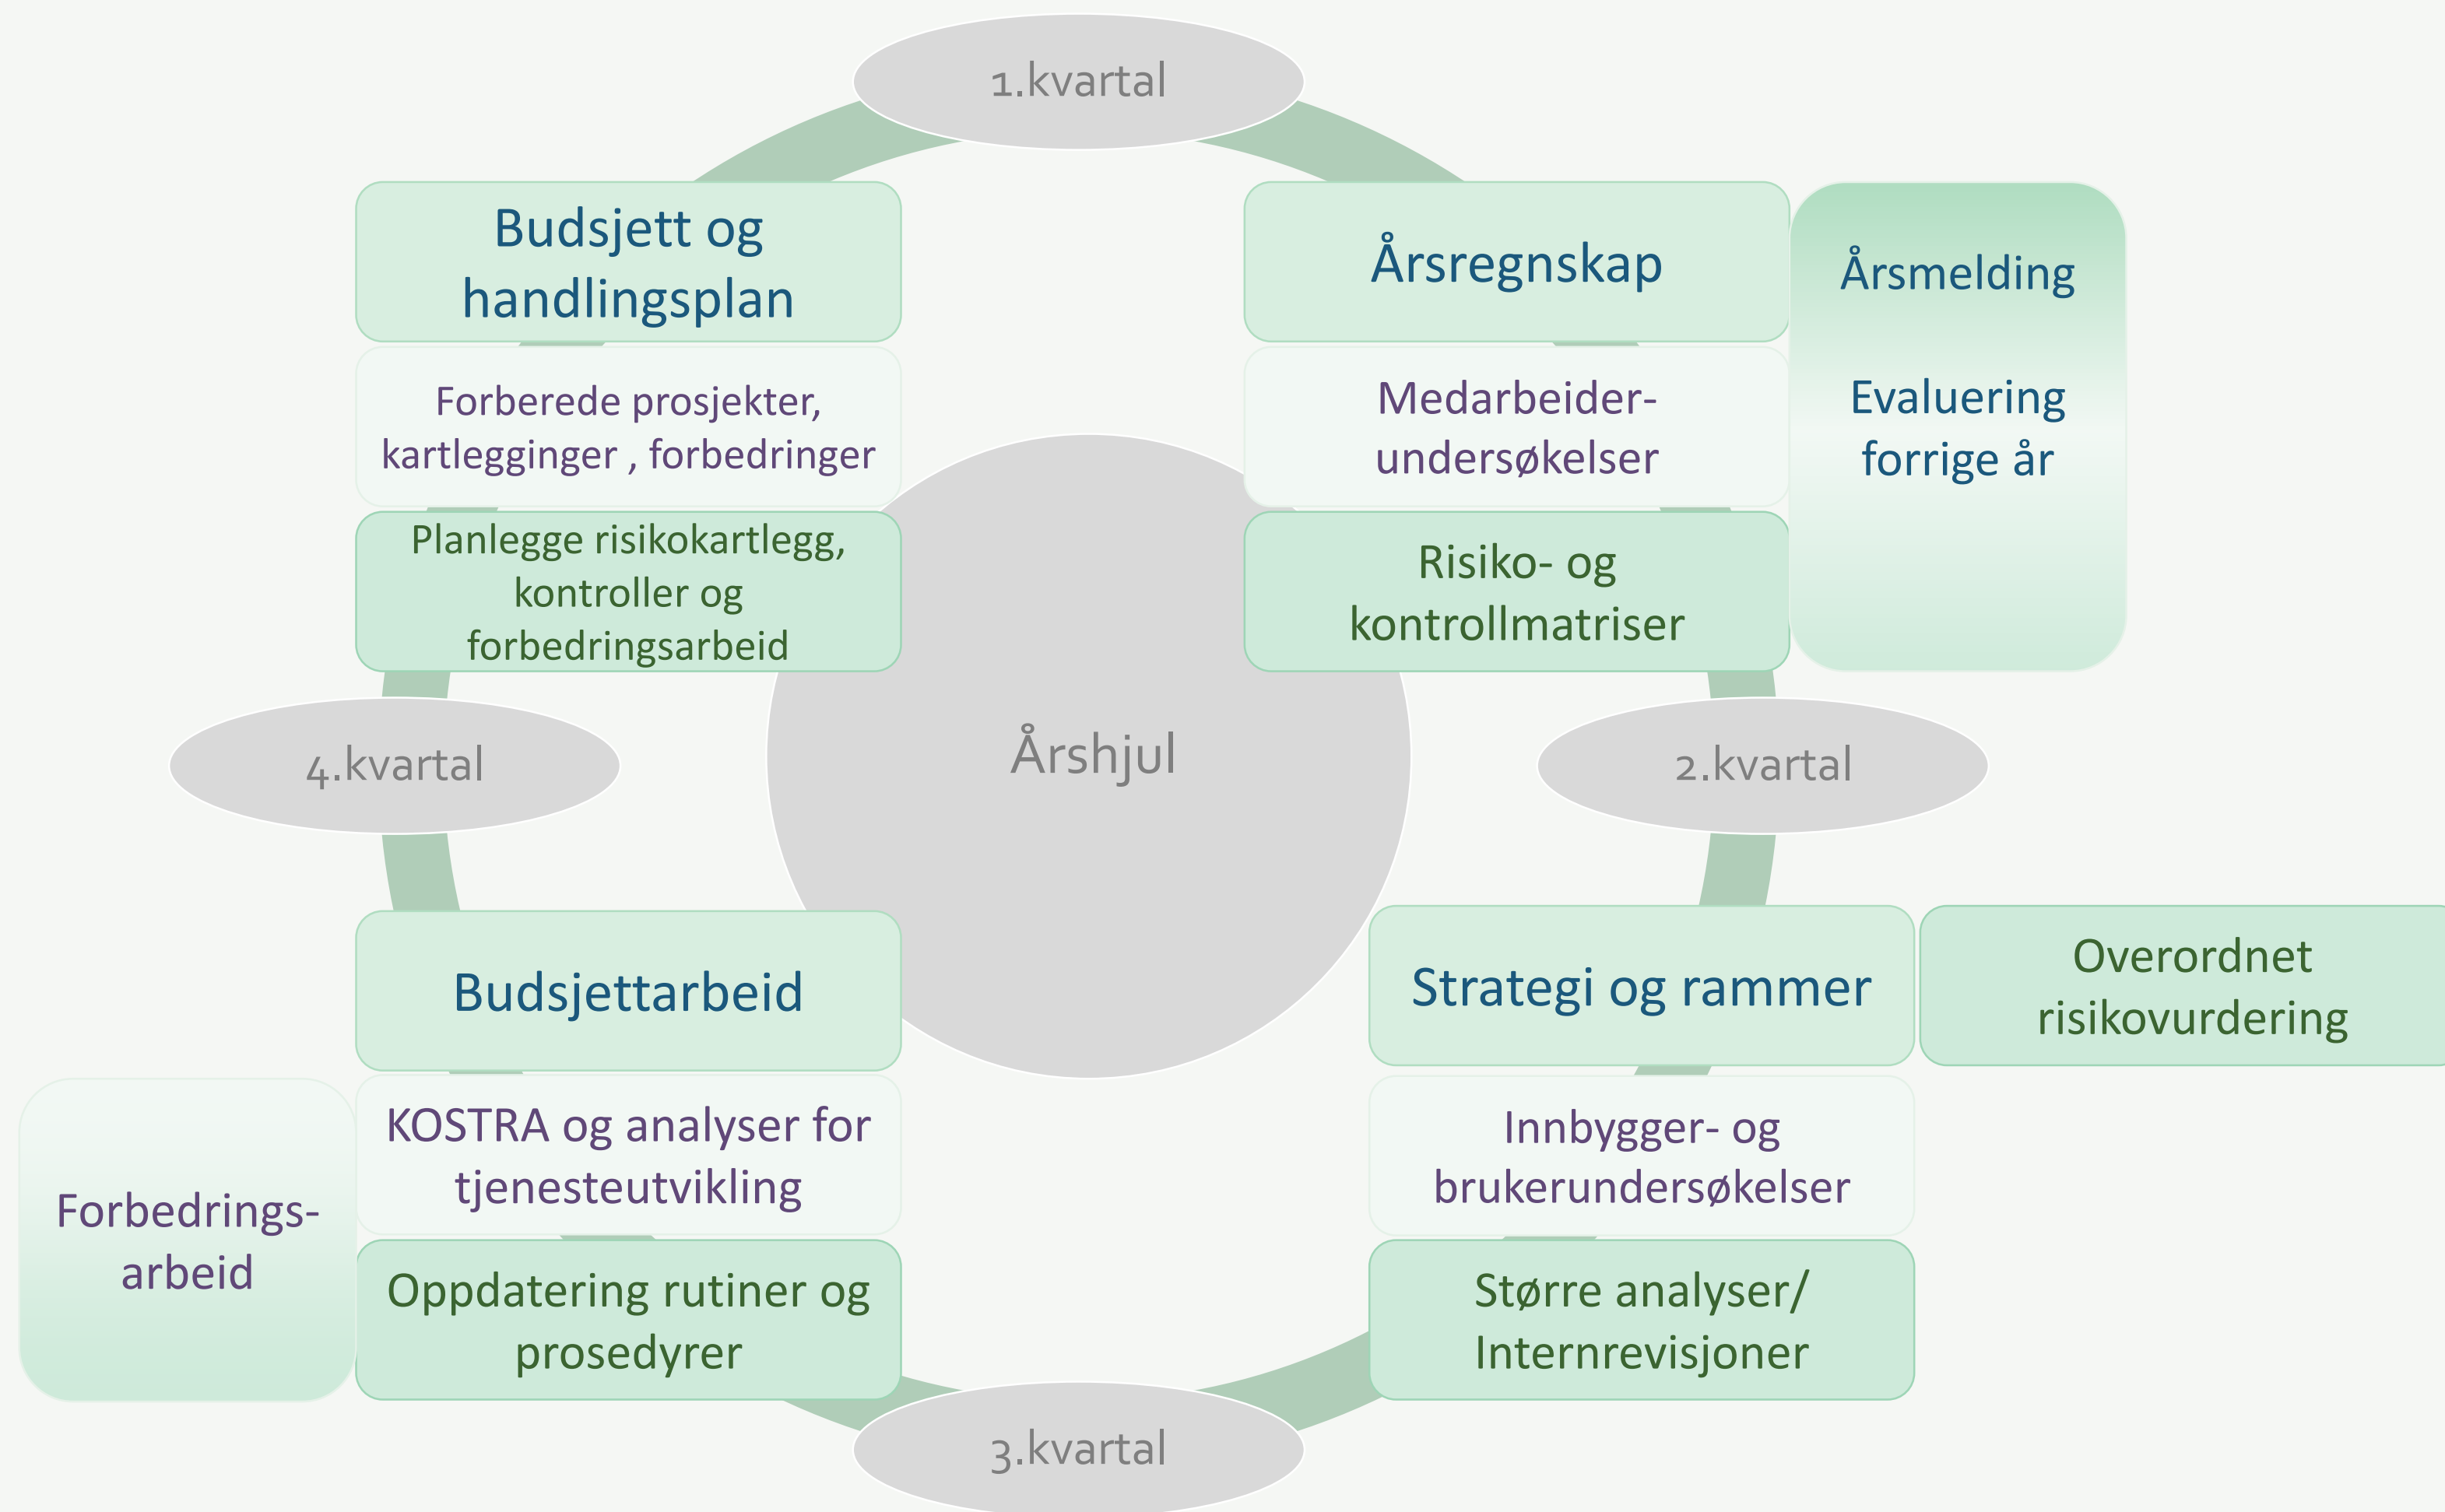 1.kvartal
Budsjett og
handlingsplan
Forberede prosjekter,
kartlegginger , forbedringer
Planlegge risikokartlegg,
kontroller og
forbedringsarbeid
Årsregnskap
Medarbeider-
undersøkelser
Risiko- og
kontrollmatriser
Årsmelding
Evaluering
forrige år
4.kvartal
Årshjul
2.kvartal
Budsjettarbeid
KOSTRA og analyser for
tjenesteutvikling
Oppdatering rutiner og
prosedyrer
Forbedrings-
arbeid
Strategi og rammer
Innbygger- og
brukerundersøkelser
Større analyser/
Internrevisjoner
Overordnet
risikovurdering
3.kvartal